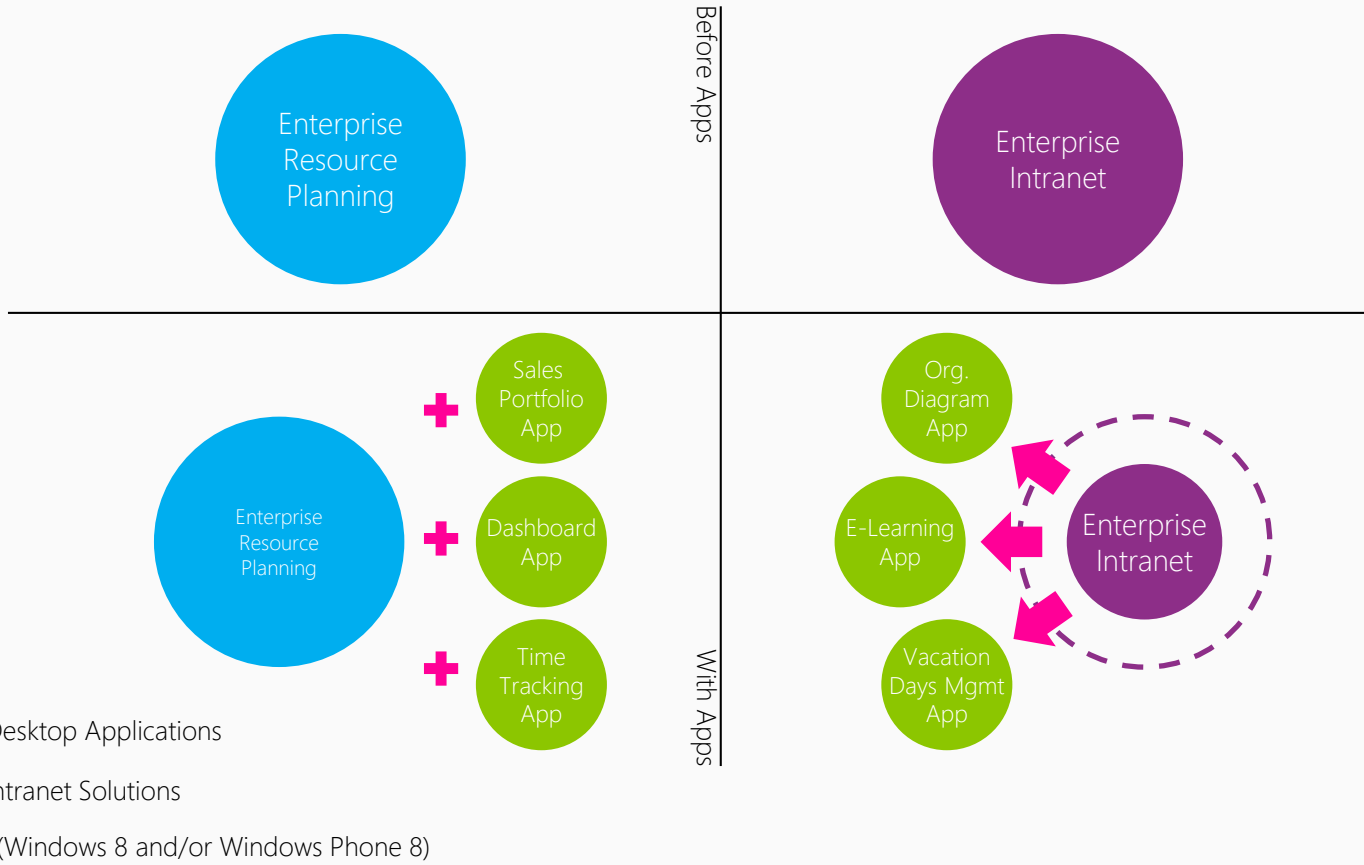 Before Apps
Enterprise
Resource
Planning
Enterprise
Intranet
Sales
Portfolio
App
Enterprise
Resource
Planning
Dashboard
App
Time
Tracking
App
With Apps
Org.
Diagram
App
E-Learning
App
Enterprise
Intranet
Vacation
Days Mgmt
App
Desktop Applications
ntranet Solutions
(Windows 8 and/or Windows Phone 8)